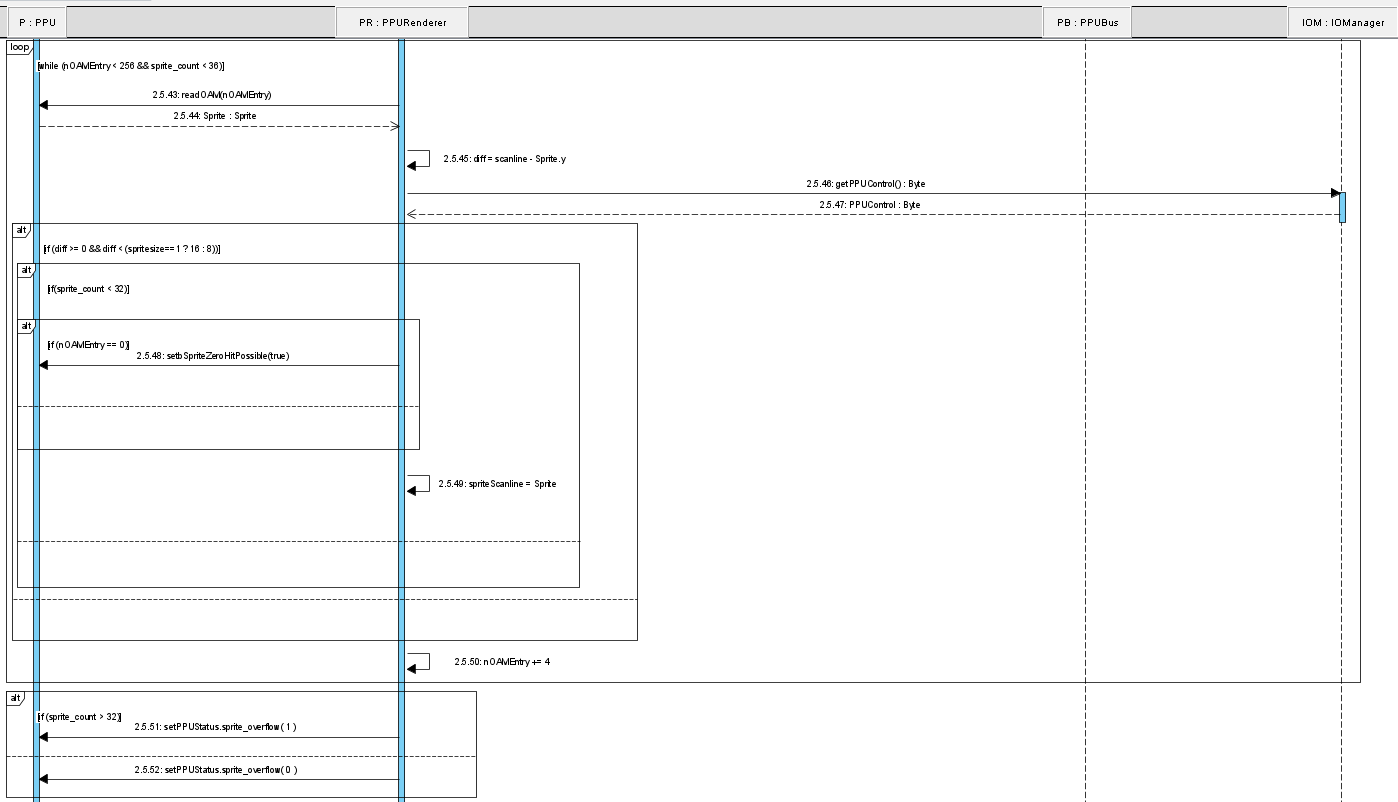 P : PPU
PR : PPURenderer
PB : PPUBus
IOM : IOManager
loop
[while (nOAMEntry < 256 && sprite_count < 36)]
2.5.43: readOAM(nOAMEntry)
2.5.44: Sprite : Sprite
2.5.45: diff = scanline - Sprite.y
2.5.46: getPPUControl() : Byte
2.5.47: PPUControl : Byte
alt
[if (diff >= 0 && diff < (spritesize== 1 ? 16 : 8))]
alt
[if(sprite_count < 32)]
alt
[if (nOAMEntry == 0)]
2.5.48: setbSpriteZeroHitPossible(true)
2.5.49: spriteScanline = Sprite
2.5.50: nOAMEntry += 4
alt
[if (sprite_count > 32)]
2.5.51: setPPUStatus.sprite_overflow( 1 )
2.5.52: setPPUStatus.sprite_overflow( 0 )